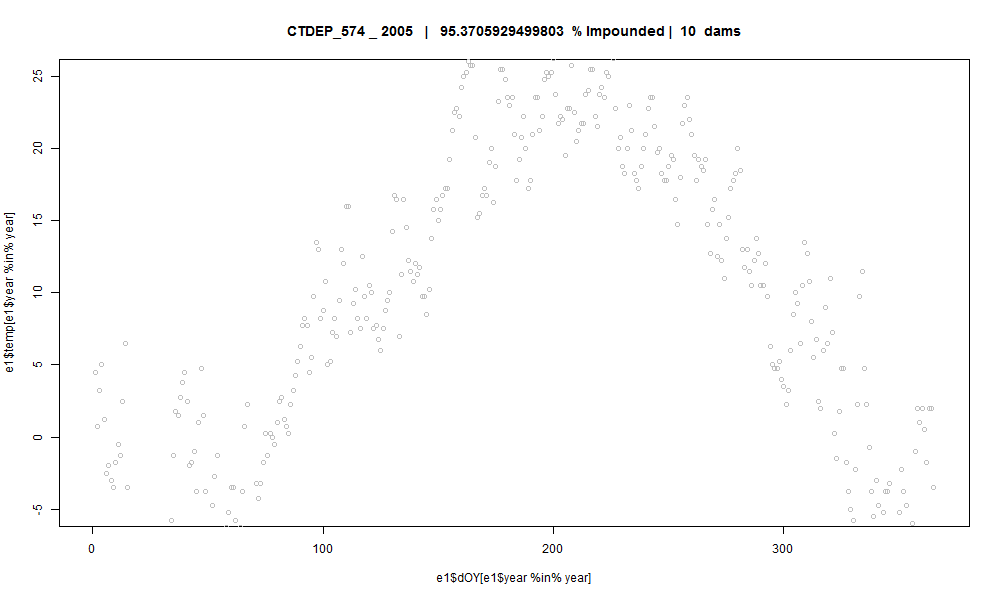 CTDEP_574 _ 2005 | 95.3705929499803 % Impounded | 10 dams
e1$temp[e1$year %in% year]
25
20
15
10
5
0
-5
0 100 200 300
e1$dOY[e1$year %in% year]